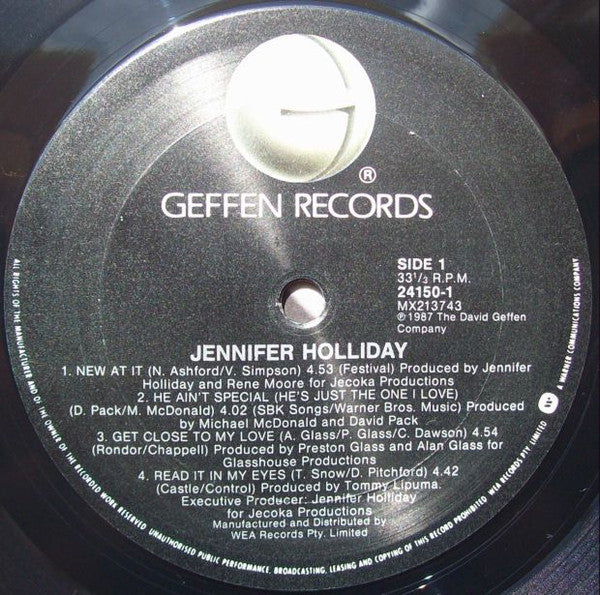 ®
GEFFEN RECORDS
SIDE 1
33⅓ R.P.M.
24150-1
MX213743
℗1987 The David Geffen
Company
JENNIFER HOLLIDAY
1. NEW AT IT (N. Ashford/V. Simpson) 4.53 (Festival) Produced by Jennifer
Holliday and Rene Moore for Jecoka Productions
2. HE AIN'T SPECIAL (HE'S JUST THE ONE I LOVE)
(D. Pack/M. McDonald) 4.02 (SBK Songs/Warner Bros. Music) Produced
by Michael McDonald and David Pack
3. GET CLOSE TO MY LOVE (A. Glass/P. Glass/C. Dawson) 4.54
(Rondor/Chappell) Produced by Preston Glass and Alan Glass for
Glasshouse Productions
4. READ IT IN MY EYES (T. Snow/D. Pitchford) 4.42
(Castle/Control) Produced by Tommy Lipuma.
Executive Producer: Jennifer Holliday
for Jecoka Productions
Manufactured and Distributed by
WEA Records Pty. Limited
ALL RIGHTS OF THE MANUFACTURER AND OF THE OWNER OF THE RECORDED WORK RESERVED UNAUTHORISED PUBLIC PERFORMANCE, BROADCASTING, LEASING AND COPYING OF THIS RECORD PROHIBITED WEA RECORDS PTY. LIMITED
A WARNER COMMUNICATIONS COMPANY